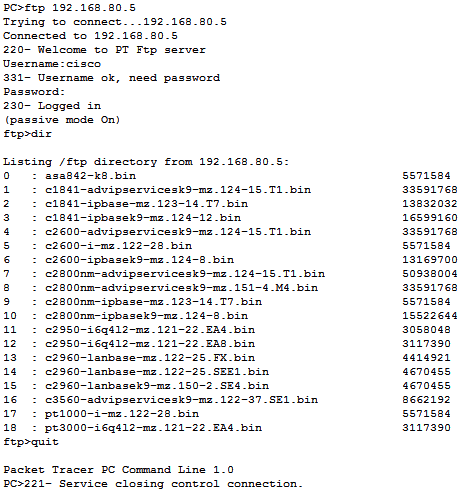 PC>ftp 192.168.80.5
Trying to connect...192.168.80.5
Connected to 192.168.80.5
220- Welcome to PT Ftp server
Username:cisco
331- Username ok, need password
Password:
230- Logged in
(passive mode On)
ftp>dir
Listing /ftp directory from 192.168.80.5:
0 : asa842-k8.bin 5571584
1 : c1841-advipservicesk9-mz.124-15.T1.bin 33591768
2 : c1841-ipbase-mz.123-14.T7.bin 13832032
3 : c1841-ipbasek9-mz.124-12.bin 16599160
4 : c2600-advipservicesk9-mz.124-15.T1.bin 33591768
5 : c2600-i-mz.122-28.bin 5571584
6 : c2600-ipbasek9-mz.124-8.bin 13169700
7 : c2800nm-advipservicesk9-mz.124-15.T1.bin 50938004
8 : c2800nm-advipservicesk9-mz.151-4.M4.bin 33591768
9 : c2800nm-ipbase-mz.123-14.T7.bin 5571584
10 : c2800nm-ipbasek9-mz.124-8.bin 15522644
11 : c2950-i6q4l2-mz.121-22.EA4.bin 3058048
12 : c2950-i6q4l2-mz.121-22.EA8.bin 3117390
13 : c2960-lanbase-mz.122-25.FX.bin 4414921
14 : c2960-lanbase-mz.122-25.SEE1.bin 4670455
15 : c2960-lanbasek9-mz.150-2.SE4.bin 4670455
16 : c3560-advipservicesk9-mz.122-37.SE1.bin 8662192
17 : pt1000-i-mz.122-28.bin 5571584
18 : pt3000-i6q4l2-mz.121-22.EA4.bin 3117390
ftp>quit
Packet Tracer PC Command Line 1.0
PC>221- Service closing control connection.